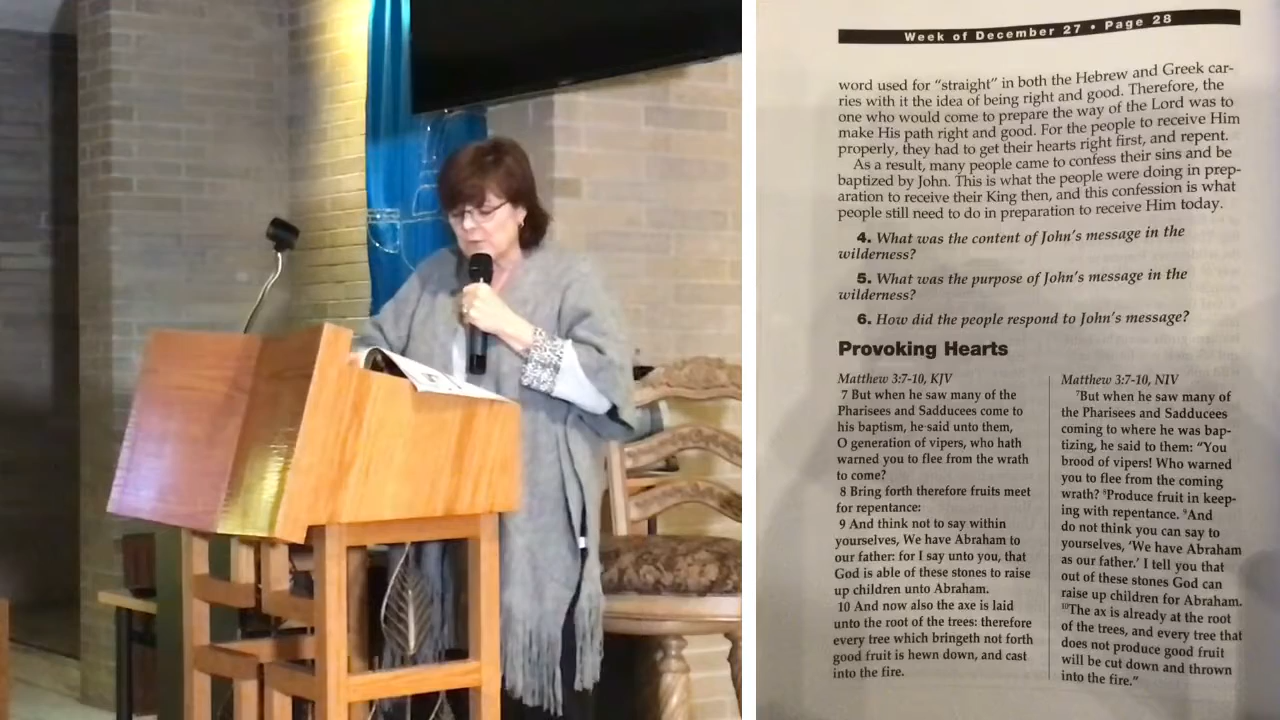 Week of December 27 • Page 28
word used for “straight” in both the Hebrew and Greek car-
ries with it the idea of being right and good. Therefore, the
one who would come to prepare the way of the Lord was to
make His path right and good. For the people to receive Him
properly, they had to get their hearts right first, and repent.
As a result, many people came to confess their sins and be
baptized by John. This is what the people were doing in prep-
aration to receive their King then, and this confession is what
people still need to do in preparation to receive Him today.
4. What was the content of John’s message in the
wilderness?
5. What was the purpose of John’s message in the
wilderness?
6. How did the people respond to John’s message?
Provoking Hearts
Matthew 3:7-10, KJV
7 But when he saw many of the
Pharisees and Sadducees come to
his baptism, he said unto them,
O generation of vipers, who hath
warned you to flee from the wrath
to come?
8 Bring forth therefore fruits meet
for repentance:
9 And think not to say within
yourselves, We have Abraham to
our father: for I say unto you, that
God is able of these stones to raise
up children unto Abraham.
10 And now also the axe is laid
unto the root of the trees: therefore
every tree which bringeth not forth
good fruit is hewn down, and cast
into the fire.
Matthew 3:7-10, NIV
⁷But when he saw many of
the Pharisees and Sadducees
coming to where he was bap-
tizing, he said to them: “You
brood of vipers! Who warned
you to flee from the coming
wrath? ⁸Produce fruit in keep-
ing with repentance. ⁹And
do not think you can say to
yourselves, ‘We have Abraham
as our father.’ I tell you that
out of these stones God can
raise up children for Abraham.
¹⁰The ax is already at the root
of the trees, and every tree that
does not produce good fruit
will be cut down and thrown
into the fire.”